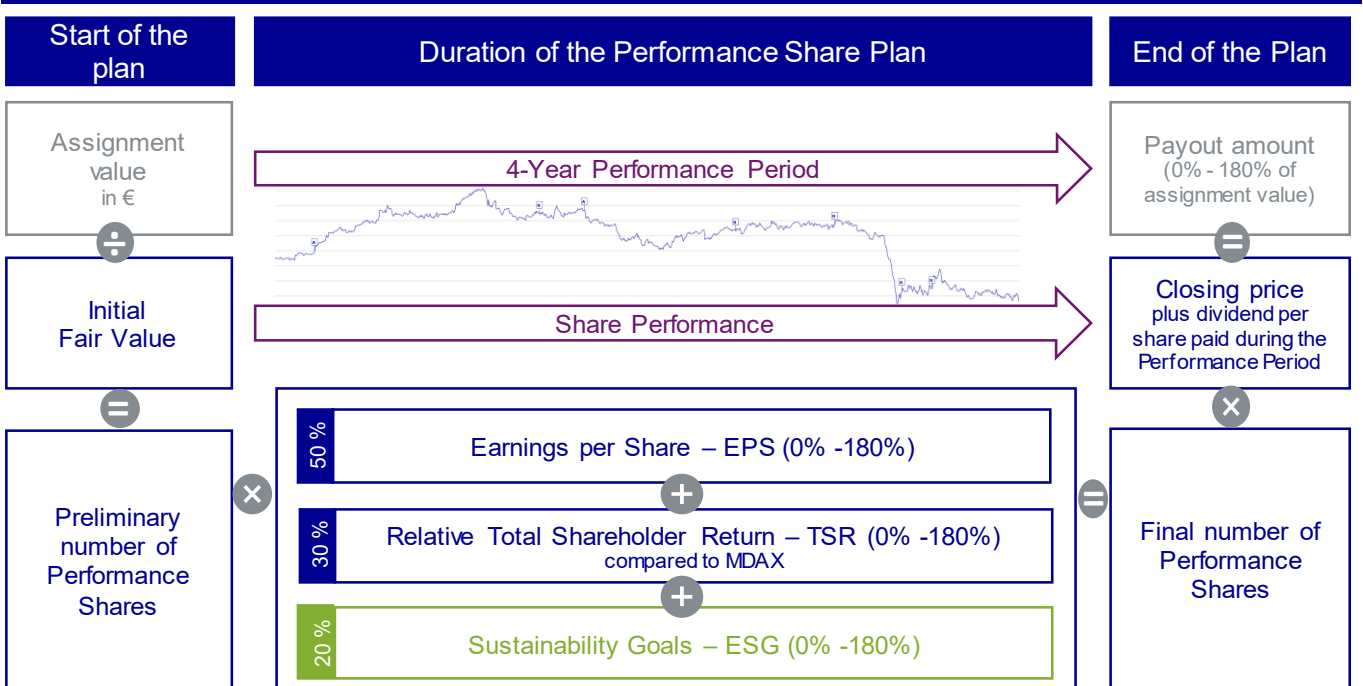 Start of the
plan
Duration of the Performance Share Plan
End of the Plan
Assignment
value
in €
÷
Initial
Fair Value
=
Preliminary
number of
Performance
Shares
×
4-Year Performance Period
Share Performance
50 %
Earnings per Share – EPS (0% -180%)
+
30 %
Relative Total Shareholder Return – TSR (0% -180%)
compared to MDAX
+
20 %
Sustainability Goals – ESG (0% -180%)
=
Payout amount
(0% - 180% of
assignment value)
=
Closing price
plus dividend per
share paid during the
Performance Period
×
Final number of
Performance
Shares